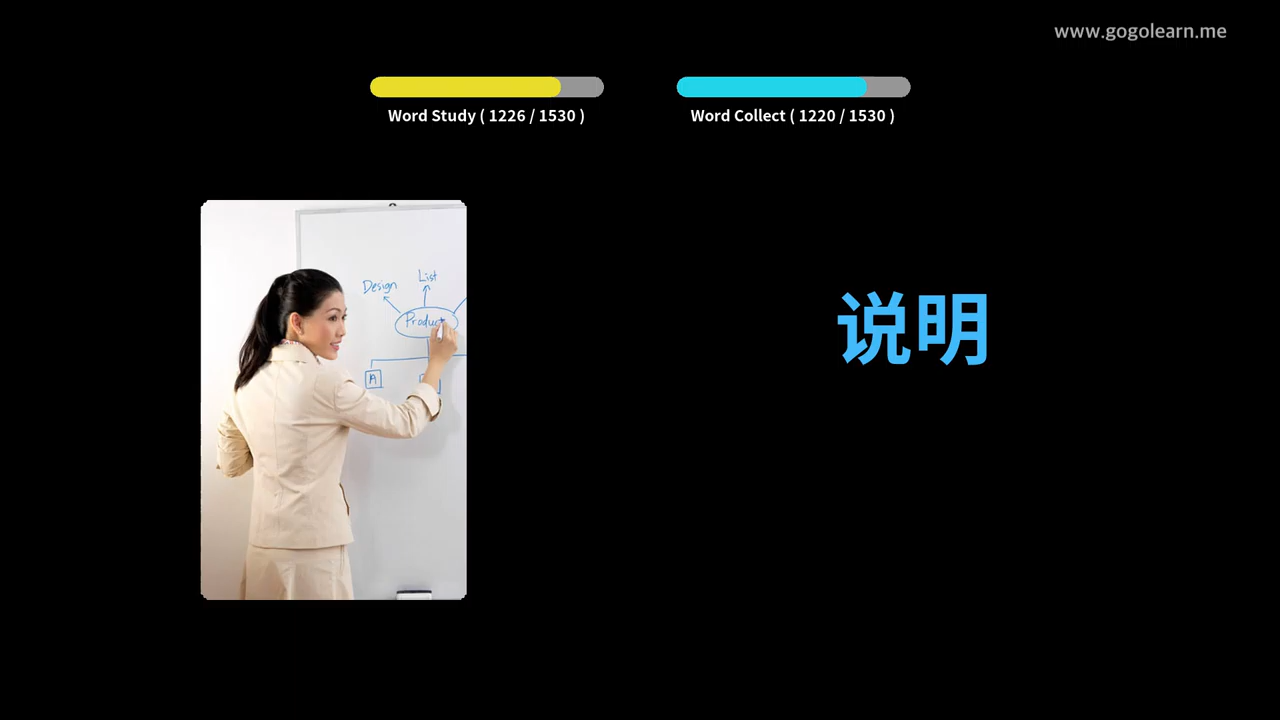 www.gogolearn.me
Word Study ( 1226 / 1530 )
Word Collect ( 1220 / 1530 )
List
Design
Product
A
说明